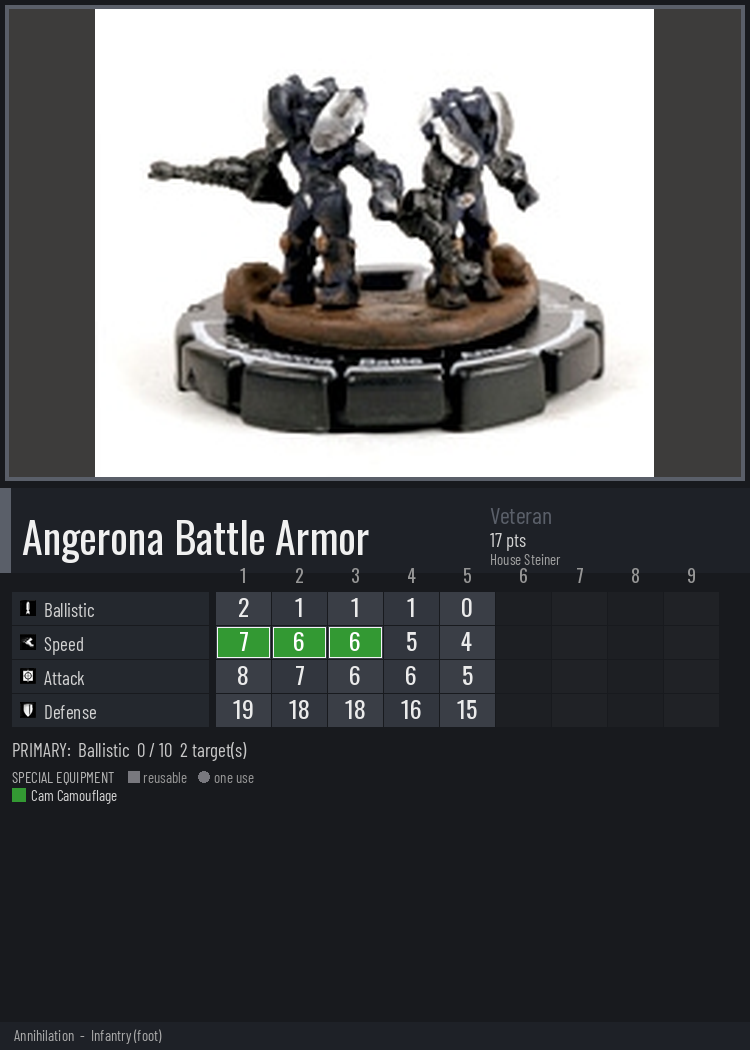 Battle
Angerona Battle Armor
Veteran
17 pts
House Steiner
1 2 3 4 5 6 7 8 9
Ballistic 2 1 1 1 0
Speed 7 6 6 5 4
Attack 8 7 6 6 5
Defense 19 18 18 16 15
PRIMARY: Ballistic 0 / 10 2 target(s)
SPECIAL EQUIPMENT reusable one use
Cam Camouflage
Annihilation - Infantry (foot)